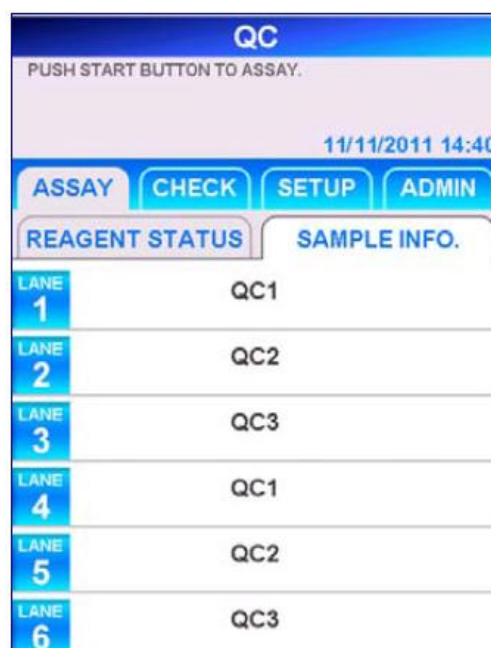 QC
PUSH START BUTTON TO ASSAY.
11/11/2011 14:40
ASSAY CHECK SETUP ADMIN
REAGENT STATUS SAMPLE INFO.
LANE
1 QC1
LANE
2 QC2
LANE
3 QC3
LANE
4 QC1
LANE
5 QC2
LANE
6 QC3